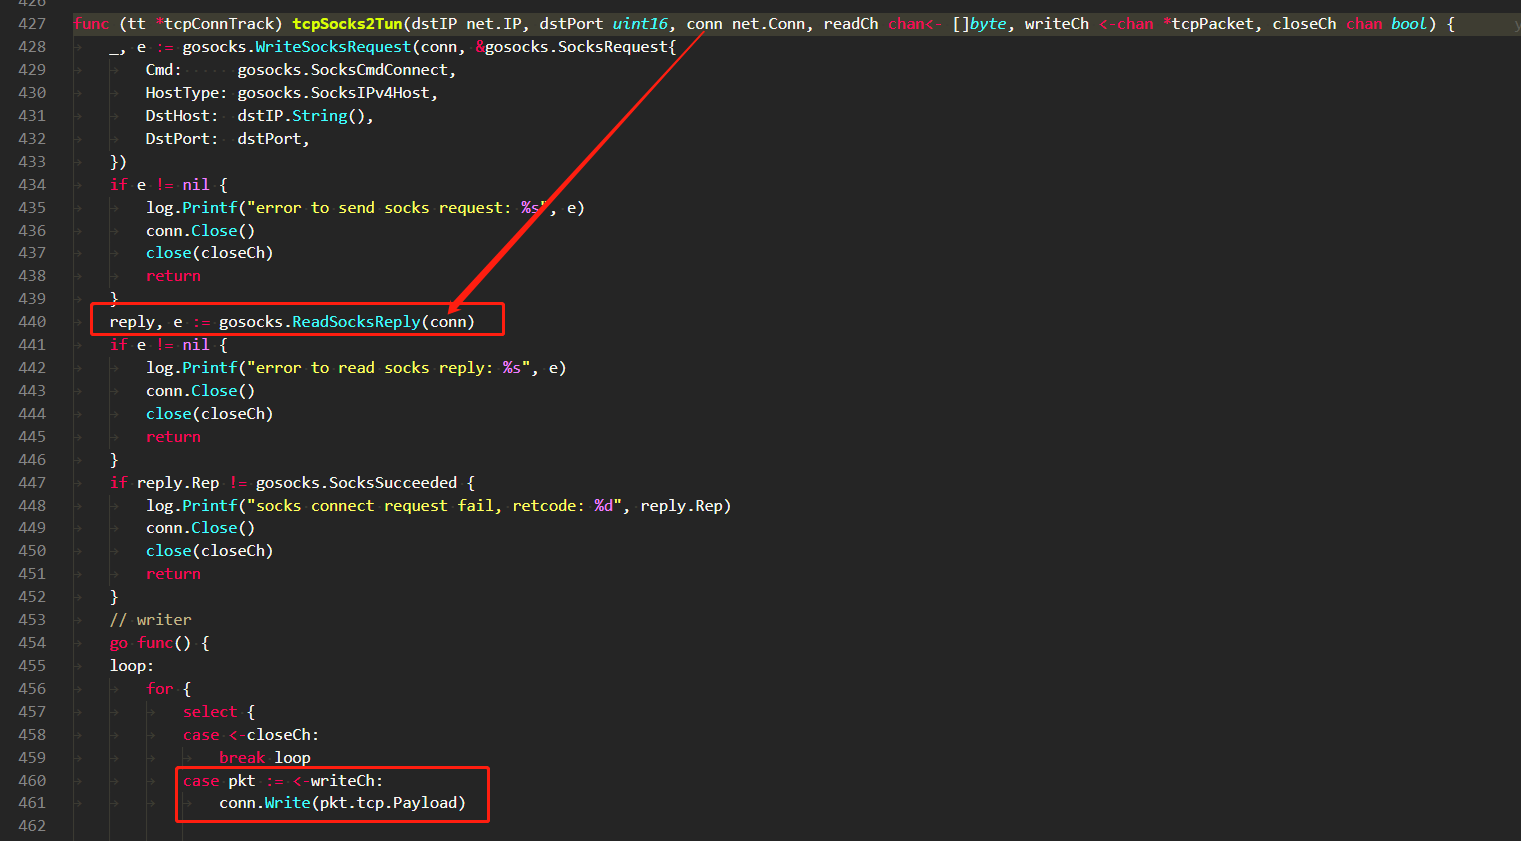 426
427 func (tt *tcpConnTrack) tcpSocks2Tun(dstIP net.IP, dstPort uint16, conn net.Conn, readCh chan<- []byte, writeCh <-chan *tcpPacket, closeCh chan bool) {
428 _, e := gosocks.WriteSocksRequest(conn, &gosocks.SocksRequest{
429 Cmd: gosocks.SocksCmdConnect,
430 HostType: gosocks.SocksIPv4Host,
431 DstHost: dstIP.String(),
432 DstPort: dstPort,
433 })
434 if e != nil {
435 log.Printf("error to send socks request: %s", e)
436 conn.Close()
437 close(closeCh)
438 return
439 }
440 reply, e := gosocks.ReadSocksReply(conn)
441 if e != nil {
442 log.Printf("error to read socks reply: %s", e)
443 conn.Close()
444 close(closeCh)
445 return
446 }
447 if reply.Rep != gosocks.SocksSucceeded {
448 log.Printf("socks connect request fail, retcode: %d", reply.Rep)
449 conn.Close()
450 close(closeCh)
451 return
452 }
453 // writer
454 go func() {
455 loop:
456 for {
457 select {
458 case <-closeCh:
459 break loop
460 case pkt := <-writeCh:
461 conn.Write(pkt.tcp.Payload)
462